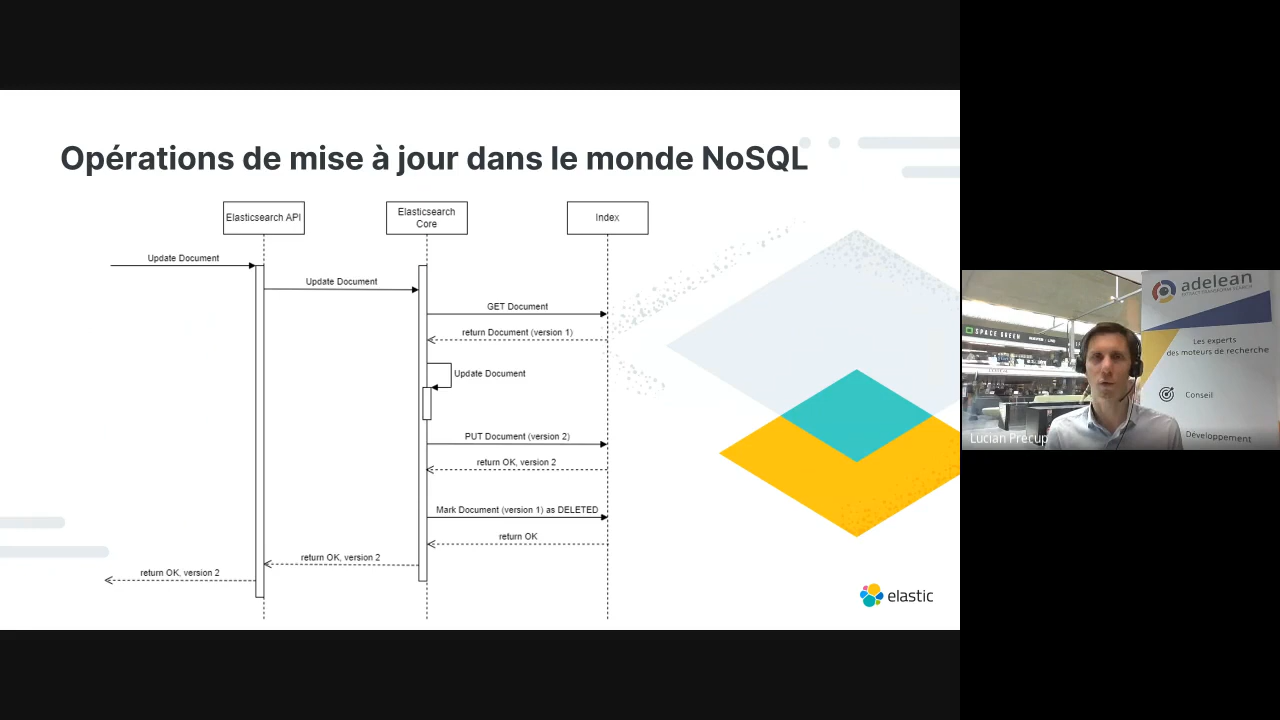 Opérations de mise à jour dans le monde NoSQL
Elasticsearch API
Elasticsearch
Core
Index
Update Document
Update Document
GET Document
return Document (version 1)
Update Document
PUT Document (version 2)
return OK, version 2
Mark Document (version 1) as DELETED
return OK
return OK, version 2
return OK, version 2
elastic
adelean
SPACE GREEN
Les experts
des moteurs de recherche
Conseil
Développement
Lucian Precup